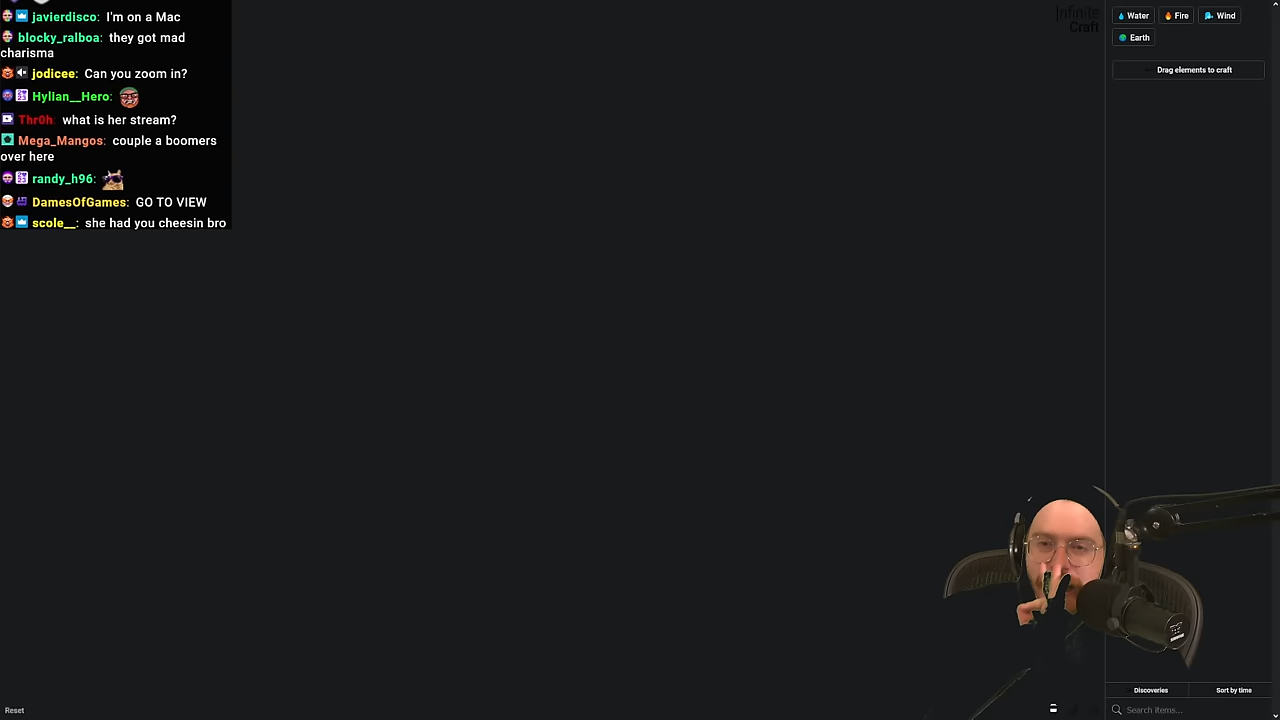 javierdisco: I'm on a Mac
blocky_ralboa: they got mad
charisma
jodicee: Can you zoom in?
Hylian__Hero:
Thr0h: what is her stream?
Mega_Mangos: couple a boomers
over here
randy_h96:
DamesOfGames: GO TO VIEW
scole__: she had you cheesin bro
Infinite
Craft
Water
Fire
Wind
Earth
Drag elements to craft
Discoveries
Sort by time
Search items...
Reset